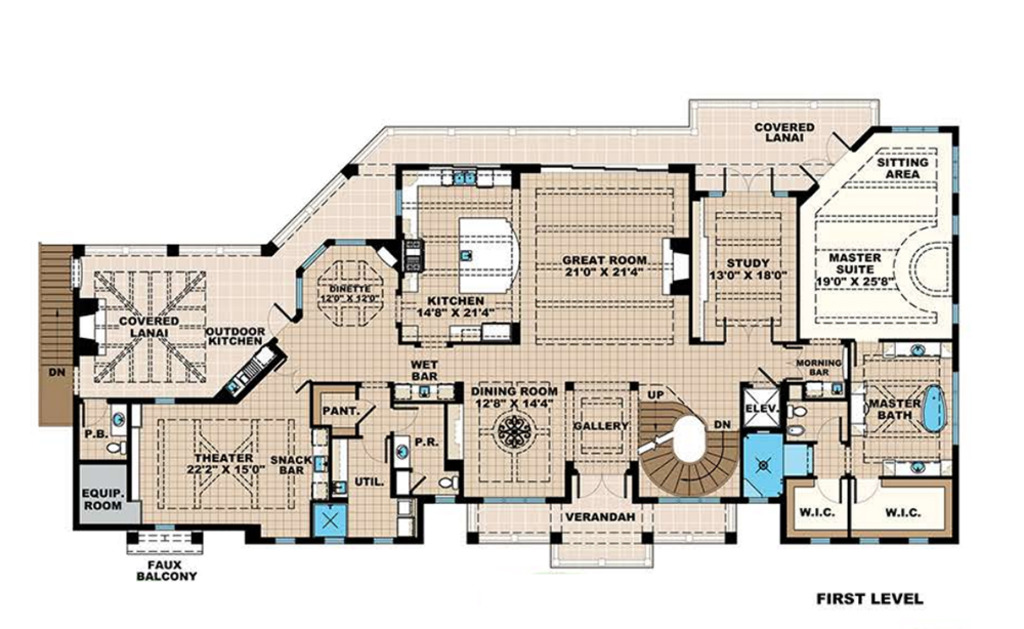 COVERED
LANAI
SITTING
AREA
GREAT ROOM
21'0" X 21'4"
STUDY
13'0" X 18'0"
MASTER
SUITE
19'0" X 25'8"
DINETTE
12'0" X 12'0"
KITCHEN
14'8" X 21'4"
COVERED
LANAI
OUTDOOR
KITCHEN
DN
WET
BAR
MORNING
BAR
DINING ROOM
12'8" X 14'4"
UP
ELEV.
MASTER
BATH
PANT.
GALLERY
DN
P.B.
P.R.
THEATER
22'2" X 15'0"
SNACK
BAR
UTIL.
EQUIP.
ROOM
VERANDAH
W.I.C.
W.I.C.
FAUX
BALCONY
FIRST LEVEL